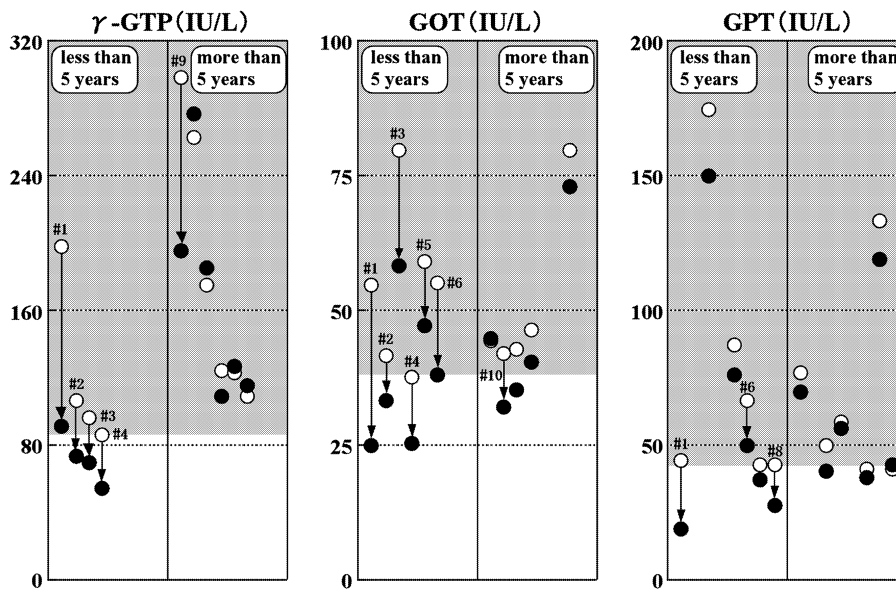 γ-GTP(IU/L)
320
240
160
80
0
less than
5 years
more than
5 years
#9
#1
#2
#3
#4
GOT(IU/L)
100
75
50
25
0
less than
5 years
more than
5 years
#3
#1
#5
#6
#2
#4
#10
GPT(IU/L)
200
150
100
50
0
less than
5 years
more than
5 years
#6
#1
#8